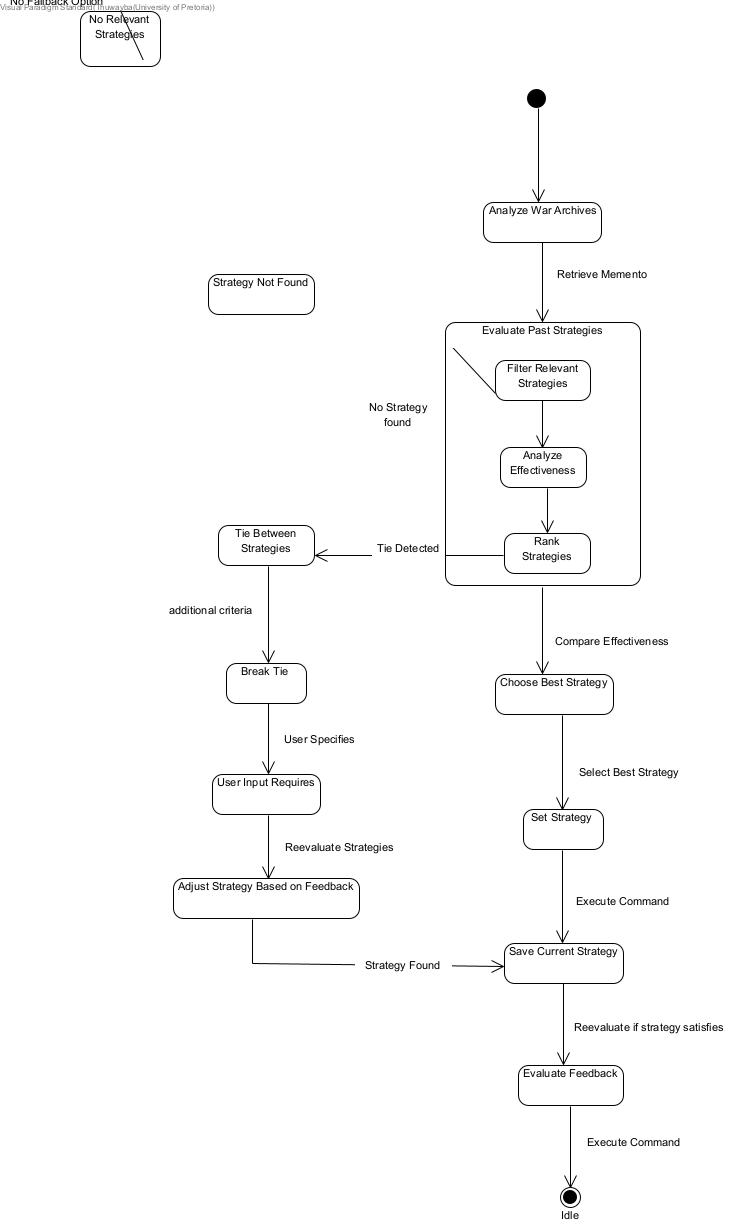 No Fallback Option
Visual Paradigm Standard( Inuwayba(University of Pretoria))
No Relevant
Strategies
Analyze War Archives
Retrieve Memento
Strategy Not Found
Evaluate Past Strategies
Filter Relevant
Strategies
No Strategy
found
Analyze
Effectiveness
Tie Between
Strategies
Tie Detected
Rank
Strategies
additional criteria
Compare Effectiveness
Break Tie
Choose Best Strategy
User Specifies
Select Best Strategy
User Input Requires
Set Strategy
Reevaluate Strategies
Adjust Strategy Based on Feedback
Execute Command
Save Current Strategy
Strategy Found
Reevaluate if strategy satisfies
Evaluate Feedback
Execute Command
Idle